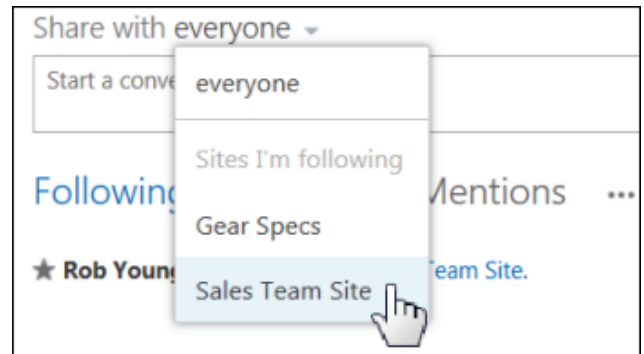 Share with everyone
Start a conve
everyone
Sites I'm following
Gear Specs
Sales Team Site
Following
Mentions ...
Rob Young
Team Site.